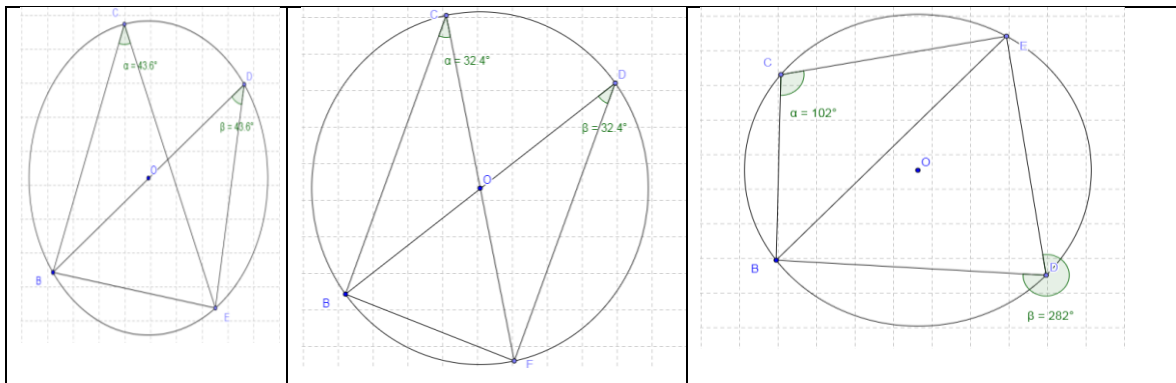 C
D
α = 43.6°
β = 43.6°
O
B
E
C
D
α = 32.4°
β = 32.4°
O
B
F
E
C
α = 102°
O
B
D
β = 282°